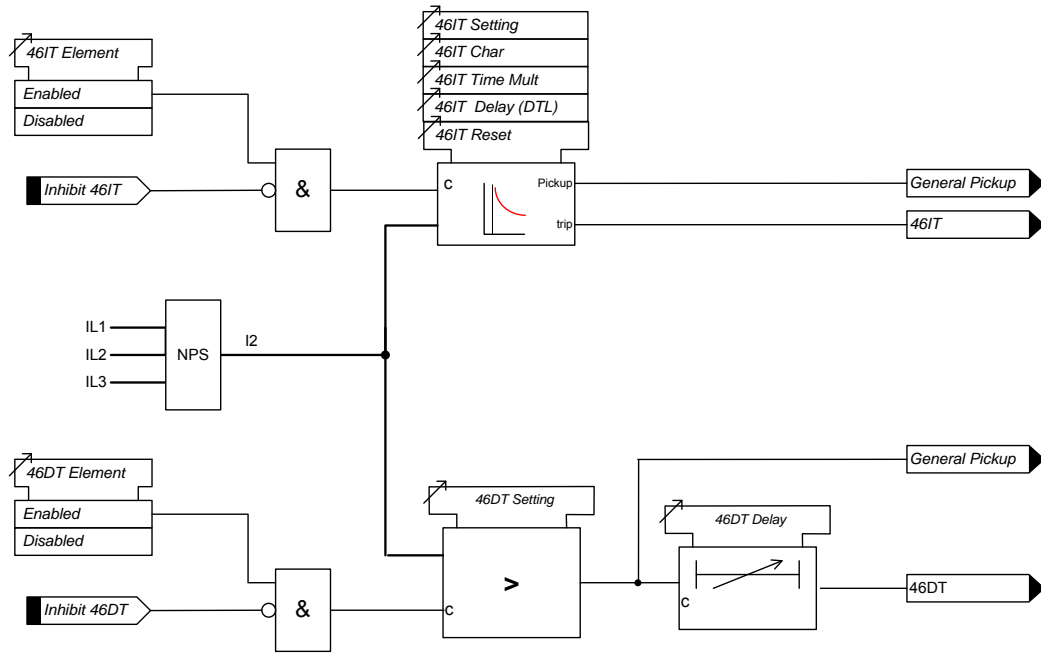 46IT Setting
46IT Char
46IT Time Mult
46IT Delay (DTL)
46IT Reset
46IT Element
Enabled
Disabled
Inhibit 46IT
&
C
Pickup
trip
General Pickup
46IT
IL1
IL2
IL3
NPS
I2
46DT Element
Enabled
Disabled
Inhibit 46DT
&
46DT Setting
>
C
46DT Delay
C
General Pickup
46DT